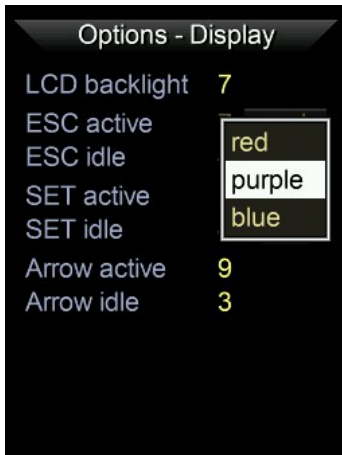 Options - Display
LCD backlight 7
ESC active
ESC idle
SET active
SET idle
red
purple
blue
Arrow active 9
Arrow idle 3